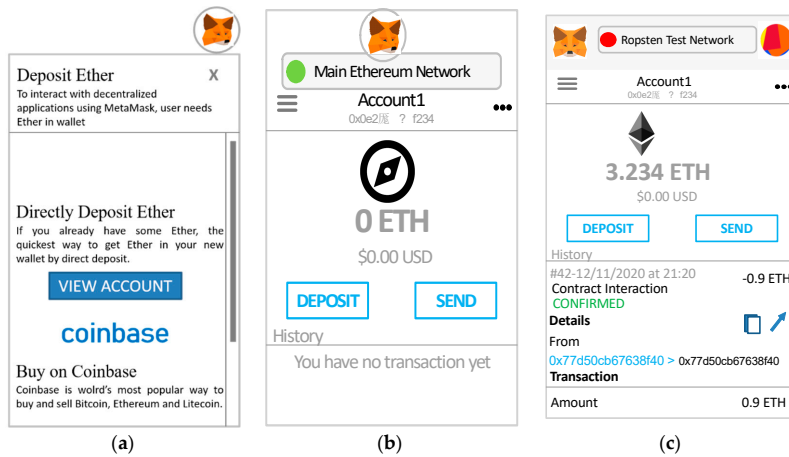 Deposit Ether
X
To interact with decentralized
applications using MetaMask, user needs
Ether in wallet
Directly Deposit Ether
If you already have some Ether, the
quickest way to get Ether in your new
wallet by direct deposit.
VIEW ACCOUNT
coinbase
Buy on Coinbase
Coinbase is wolrd's most popular way to
buy and sell Bitcoin, Ethereum and Litecoin.
(a)
Main Ethereum Network
Account1
0x0e2 ? f234
0 ETH
$0.00 USD
DEPOSIT
SEND
History
You have no transaction yet
(b)
Ropsten Test Network
Account1
0x0e2 ? f234
3.234 ETH
$0.00 USD
DEPOSIT
SEND
History
#42-12/11/2020 at 21:20
-0.9 ETH
Contract Interaction
CONFIRMED
Details
From
0x77d50cb67638f40 > 0x77d50cb67638f40
Transaction
Amount
0.9 ETH
(c)